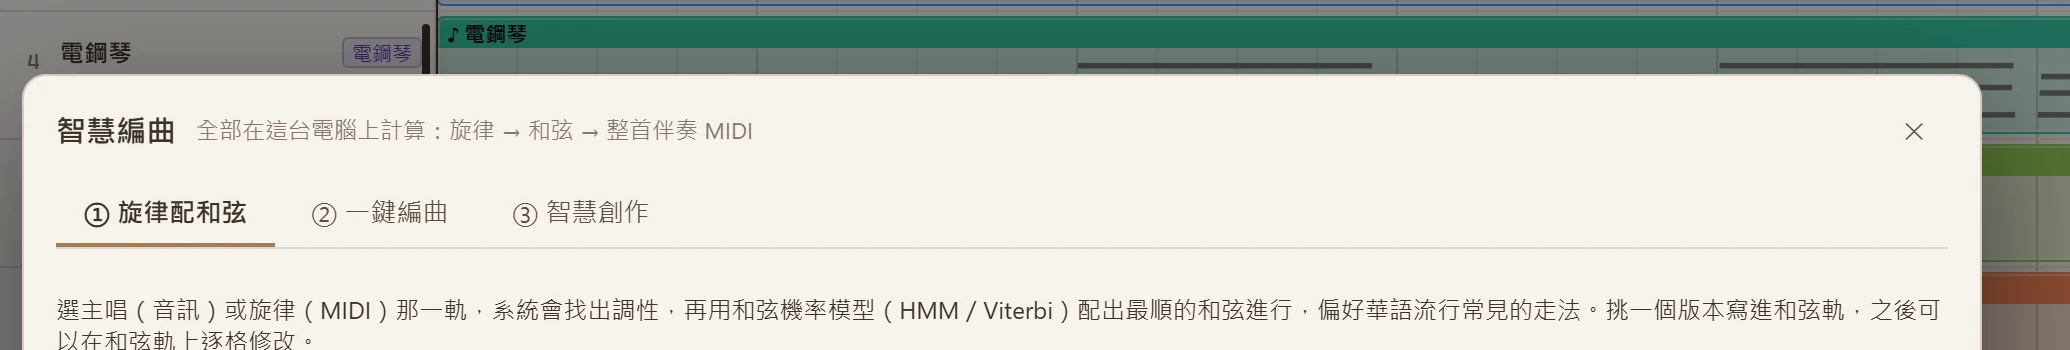 ♪ 電鋼琴
4 電鋼琴 電鋼琴
智慧編曲 全部在這台電腦上計算：旋律 → 和弦 → 整首伴奏 MIDI
① 旋律配和弦 ② 一鍵編曲 ③ 智慧創作
選主唱（音訊）或旋律（MIDI）那一軌，系統會找出調性，再用和弦機率模型（HMM / Viterbi）配出最順的和弦進行，偏好華語流行常見的走法。挑一個版本寫進和弦軌，之後可
以在和弦軌上逐格修改。